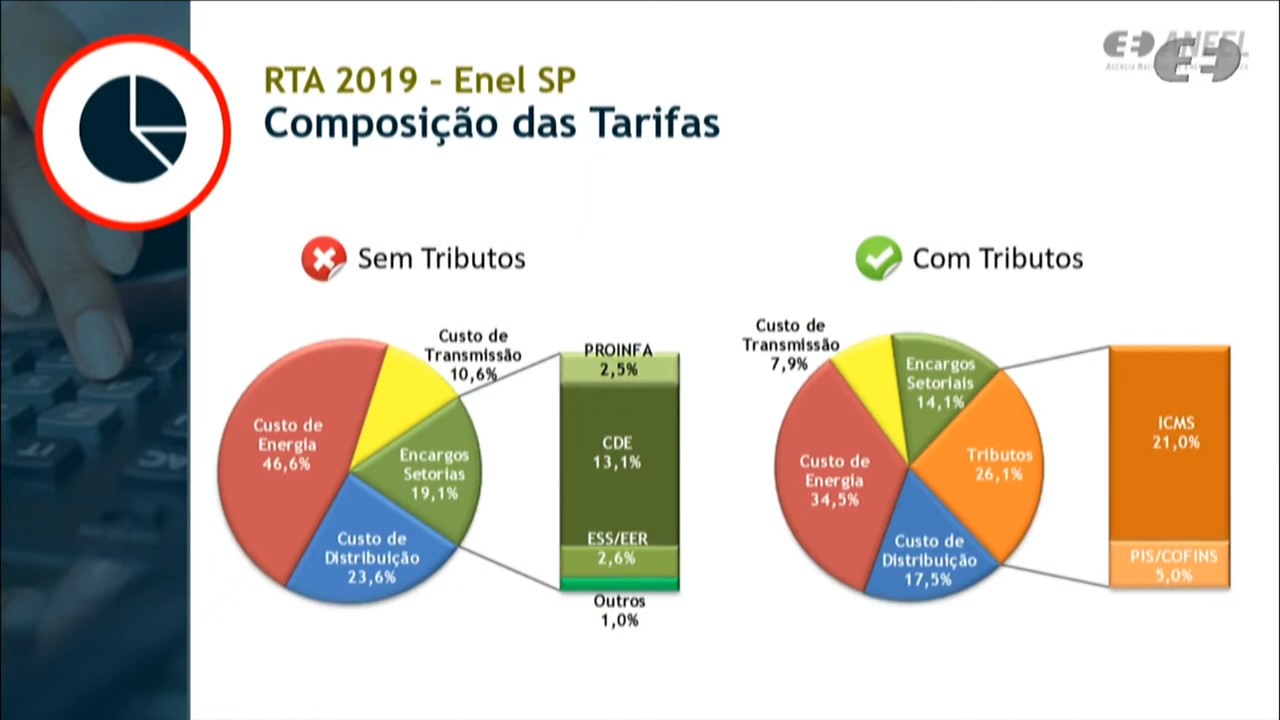 RTA 2019 - Enel SP
Composição das Tarifas
ANEEL
Sem Tributos
Custo de
Transmissão
10,6%
Custo de
Energia
46,6%
Encargos
Setorias
19,1%
Custo de
Distribuição
23,6%
PROINFA
2,5%
CDE
13,1%
ESS/EER
2,6%
Outros
1,0%
Com Tributos
Custo de
Transmissão
7,9%
Encargos
Setoriais
14,1%
Tributos
26,1%
Custo de
Energia
34,5%
Custo de
Distribuição
17,5%
ICMS
21,0%
PIS/COFINS
5,0%